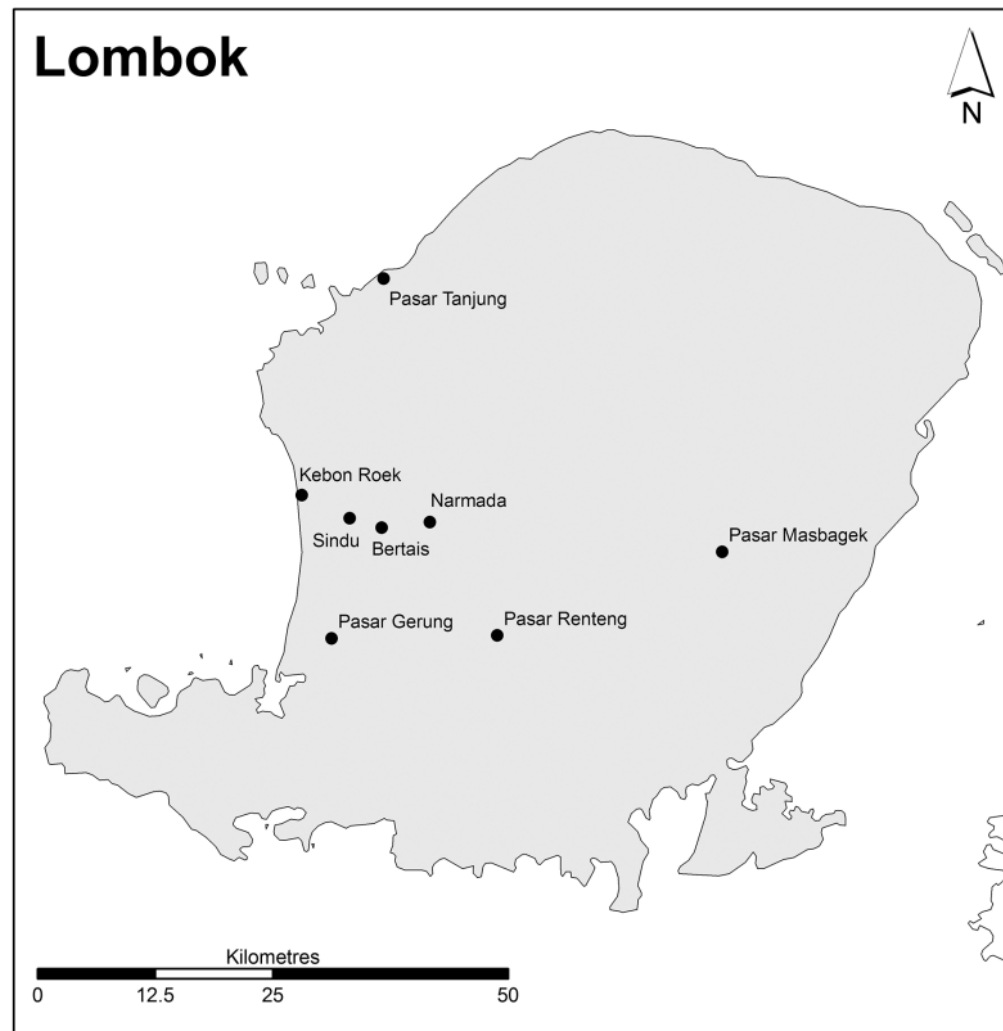 Lombok
N
Pasar Tanjung
Kebon Roek
Narmada
Sindu
Bertais
Pasar Masbagek
Pasar Gerung
Pasar Renteng
Kilometres
0 12.5 25 50